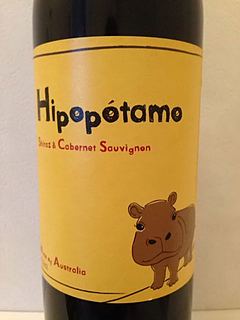 Hipopótamo
Shiraz & Cabernet Sauvignon
Australia